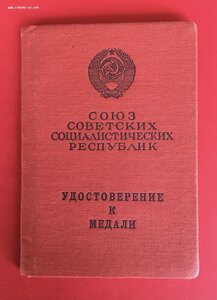 СОЮЗ
СОВЕТСКИХ
СОЦИАЛИСТИЧЕСКИХ
РЕСПУБЛИК
УДОСТОВЕРЕНИЕ
К
МЕДАЛИ